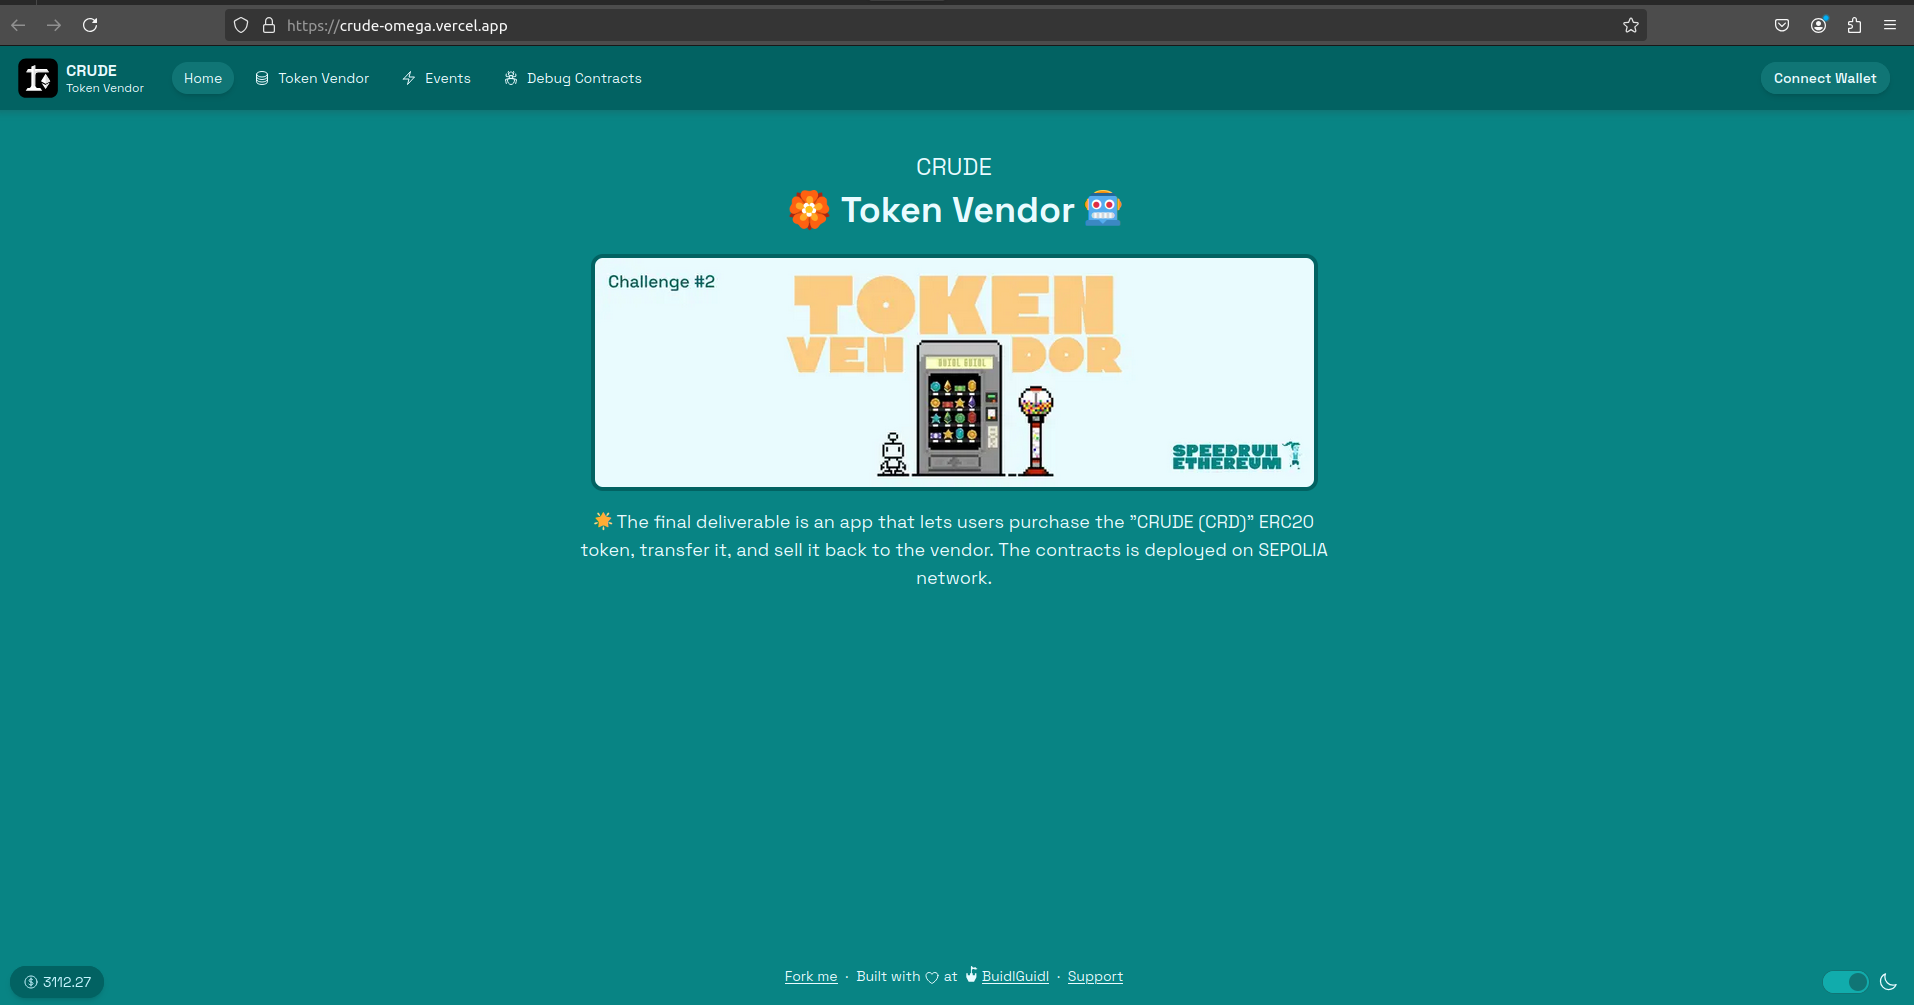 https://crude-omega.vercel.app
CRUDE
Token Vendor
Home
Token Vendor
Events
Debug Contracts
Connect Wallet
CRUDE
Token Vendor
Challenge #2
TOKEN
VENDOR
BUIDL GUIDL
SPEEDRUN
ETHEREUM
The final deliverable is an app that lets users purchase the "CRUDE (CRD)" ERC20
token, transfer it, and sell it back to the vendor. The contracts is deployed on SEPOLIA
network.
3112.27
Fork me · Built with at BuidlGuidl · Support